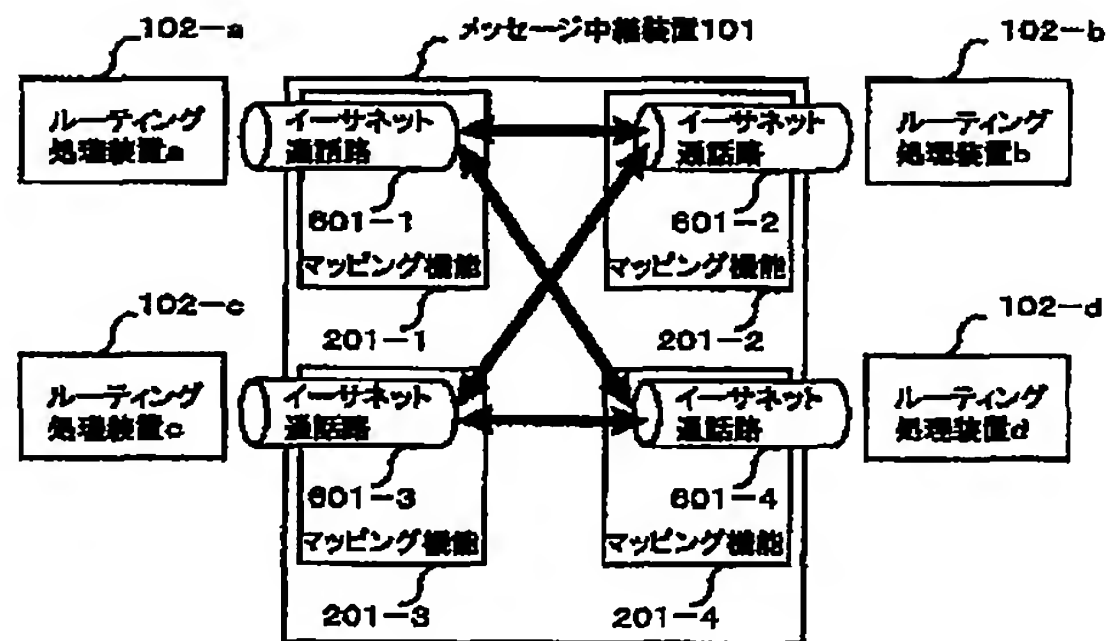 102-a
メッセージ中継装置101
102-b
ルーティング
処理装置a
イーサネット
通話路
イーサネット
通話路
ルーティング
処理装置b
601-1
601-2
マッピング機能
マッピング機能
102-c
201-1
201-2
102-d
ルーティング
処理装置c
イーサネット
通話路
イーサネット
通話路
ルーティング
処理装置d
601-3
601-4
マッピング機能
マッピング機能
201-3
201-4